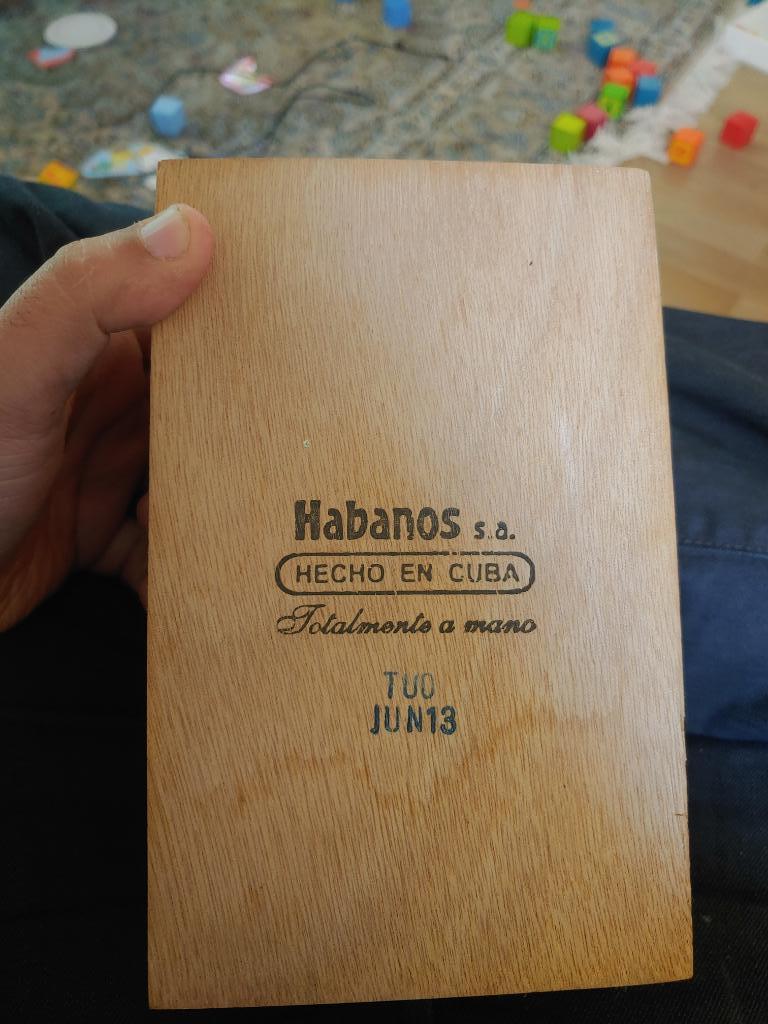 Habanos s.a.
HECHO EN CUBA
Totalmente a mano
TUO
JUN13